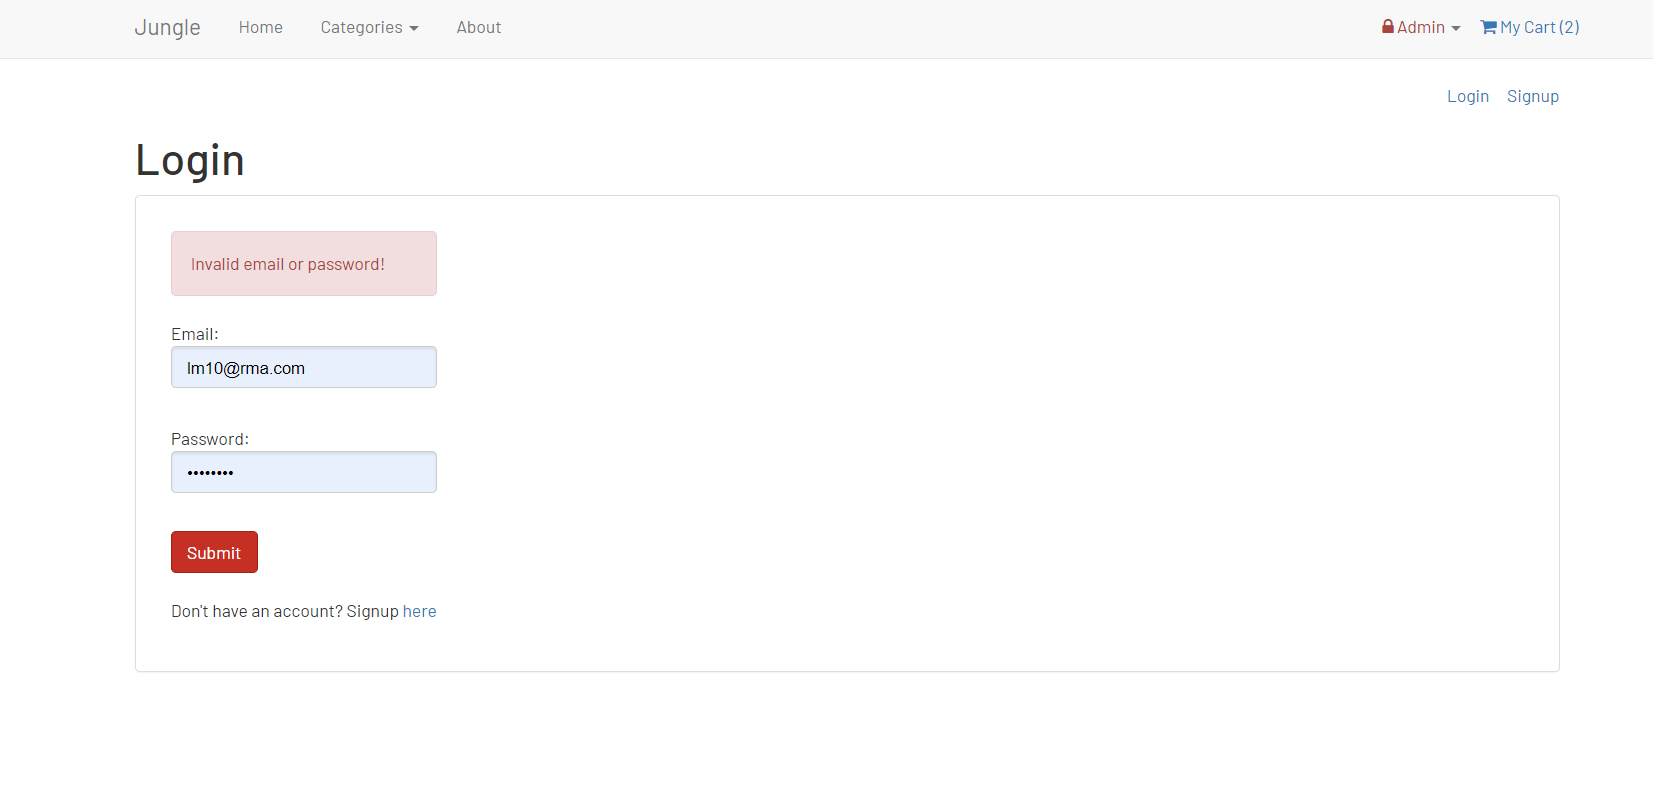 Jungle Home Categories About Admin My Cart (2)
Login Signup
Login
Invalid email or password!
Email:
lm10@rma.com
Password:
••••••••
Submit
Don't have an account? Signup here